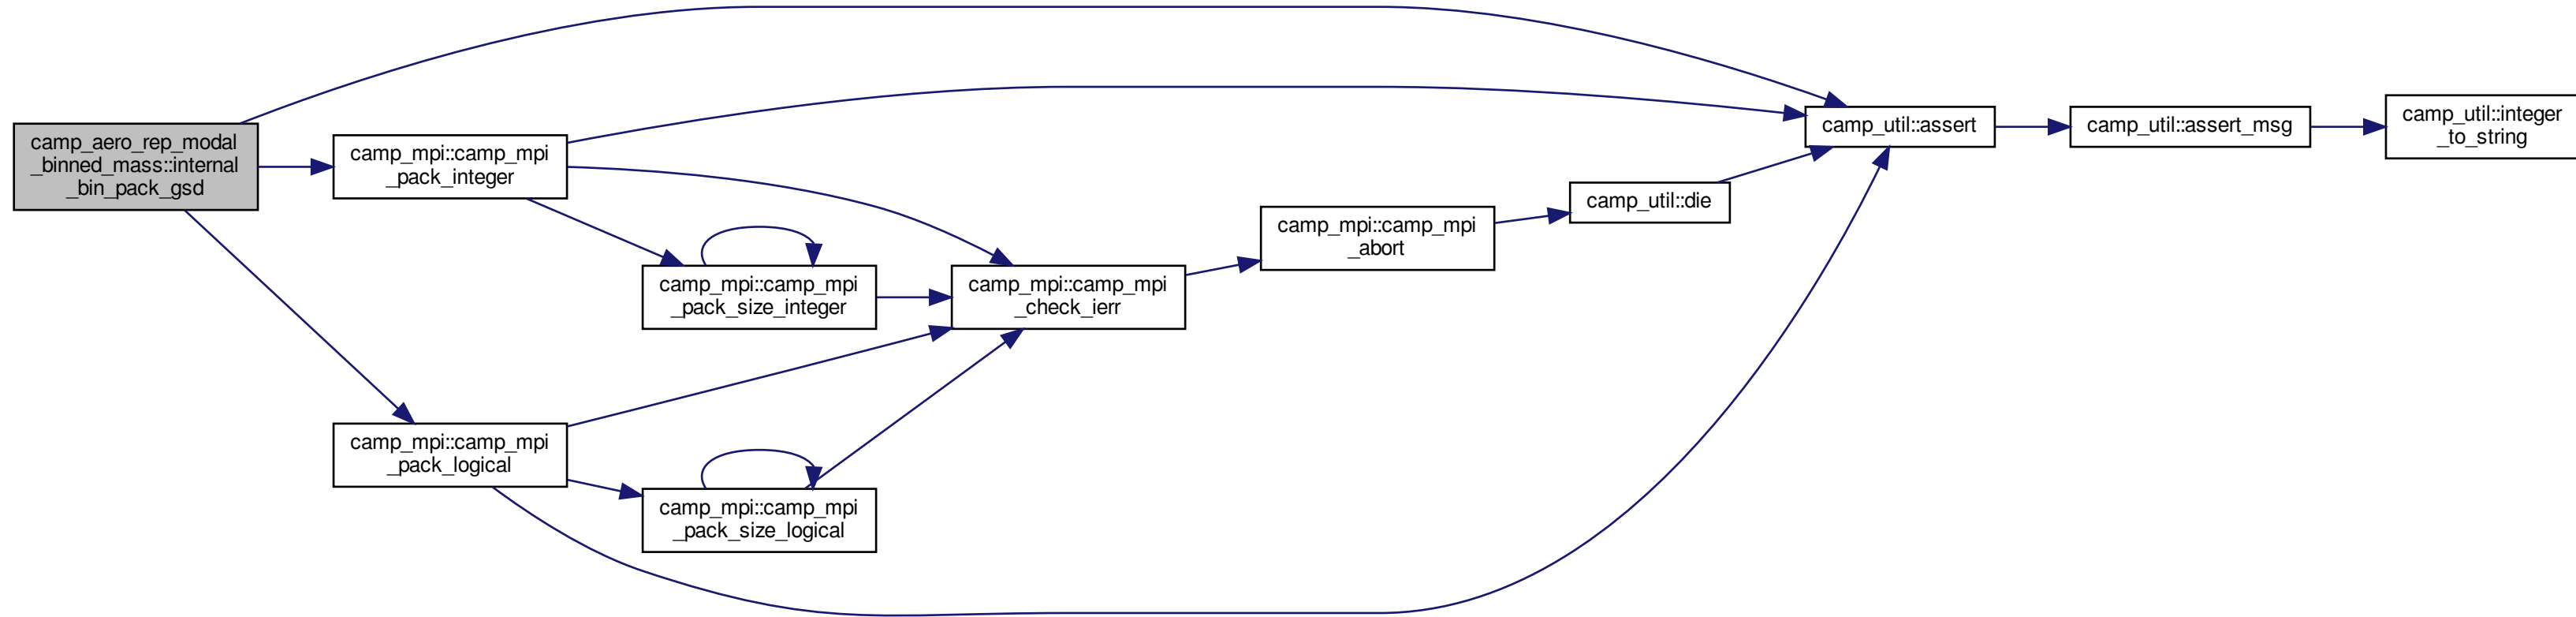 camp_aero_rep_modal
_binned_mass::internal
_bin_pack_gsd
camp_mpi::camp_mpi
_pack_integer
camp_mpi::camp_mpi
_pack_size_integer
camp_mpi::camp_mpi
_check_ierr
camp_mpi::camp_mpi
_abort
camp_util::die
camp_util::assert
camp_util::assert_msg
camp_util::integer
_to_string
camp_mpi::camp_mpi
_pack_logical
camp_mpi::camp_mpi
_pack_size_logical